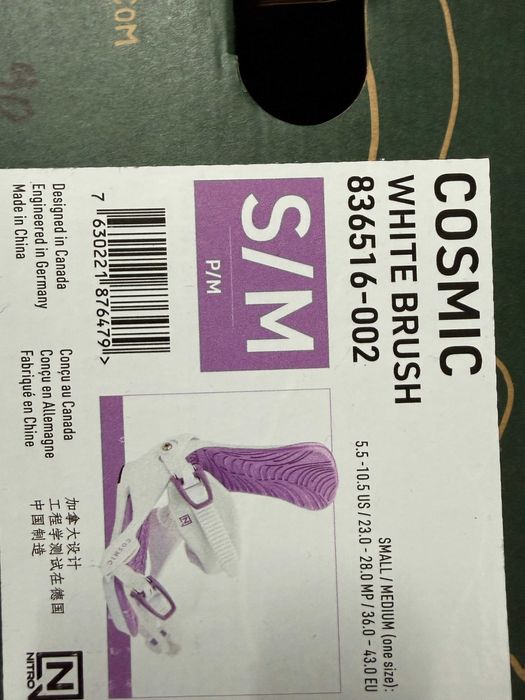 .COM
COSMIC
WHITE BRUSH
836516-002
S/M
P/M
SMALL / MEDIUM (one size):
5.5 -10.5 US / 23.0 - 28.0 MP / 36.0 - 43.0 EU
7 630221 876479 >
COSMIC
N
Designed in Canada
Engineered in Germany
Made in China
Conçu au Canada
Conçu en Allemagne
Fabriqué en Chine
加拿大设计
工程学测试在德国
中国制造
N
NITRO